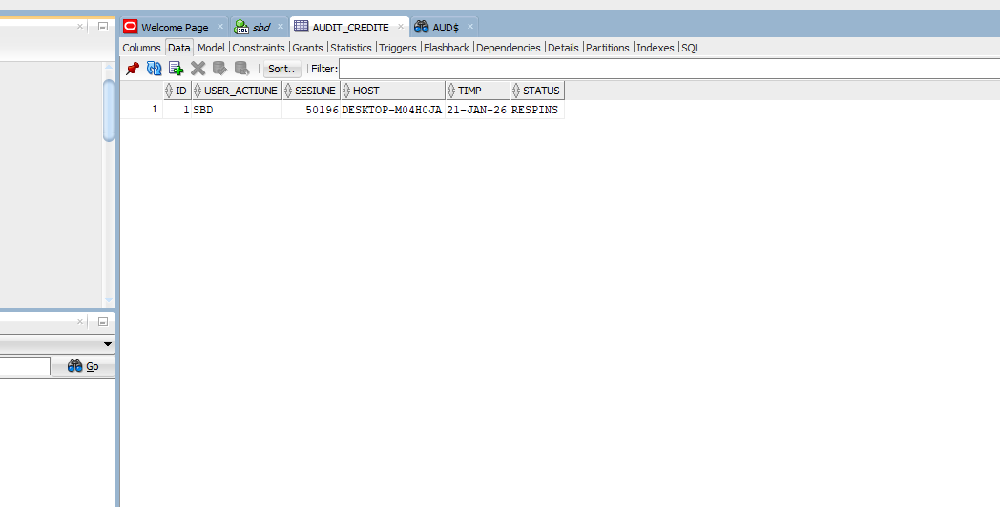 Welcome Page sbd AUDIT_CREDITE AUD$
Columns Data Model Constraints Grants Statistics Triggers Flashback Dependencies Details Partitions Indexes SQL
Sort.. Filter:
ID USER_ACTIUNE SESIUNE HOST TIMP STATUS
1 1 SBD 50196 DESKTOP-M04H0JA 21-JAN-26 RESPINS
Go